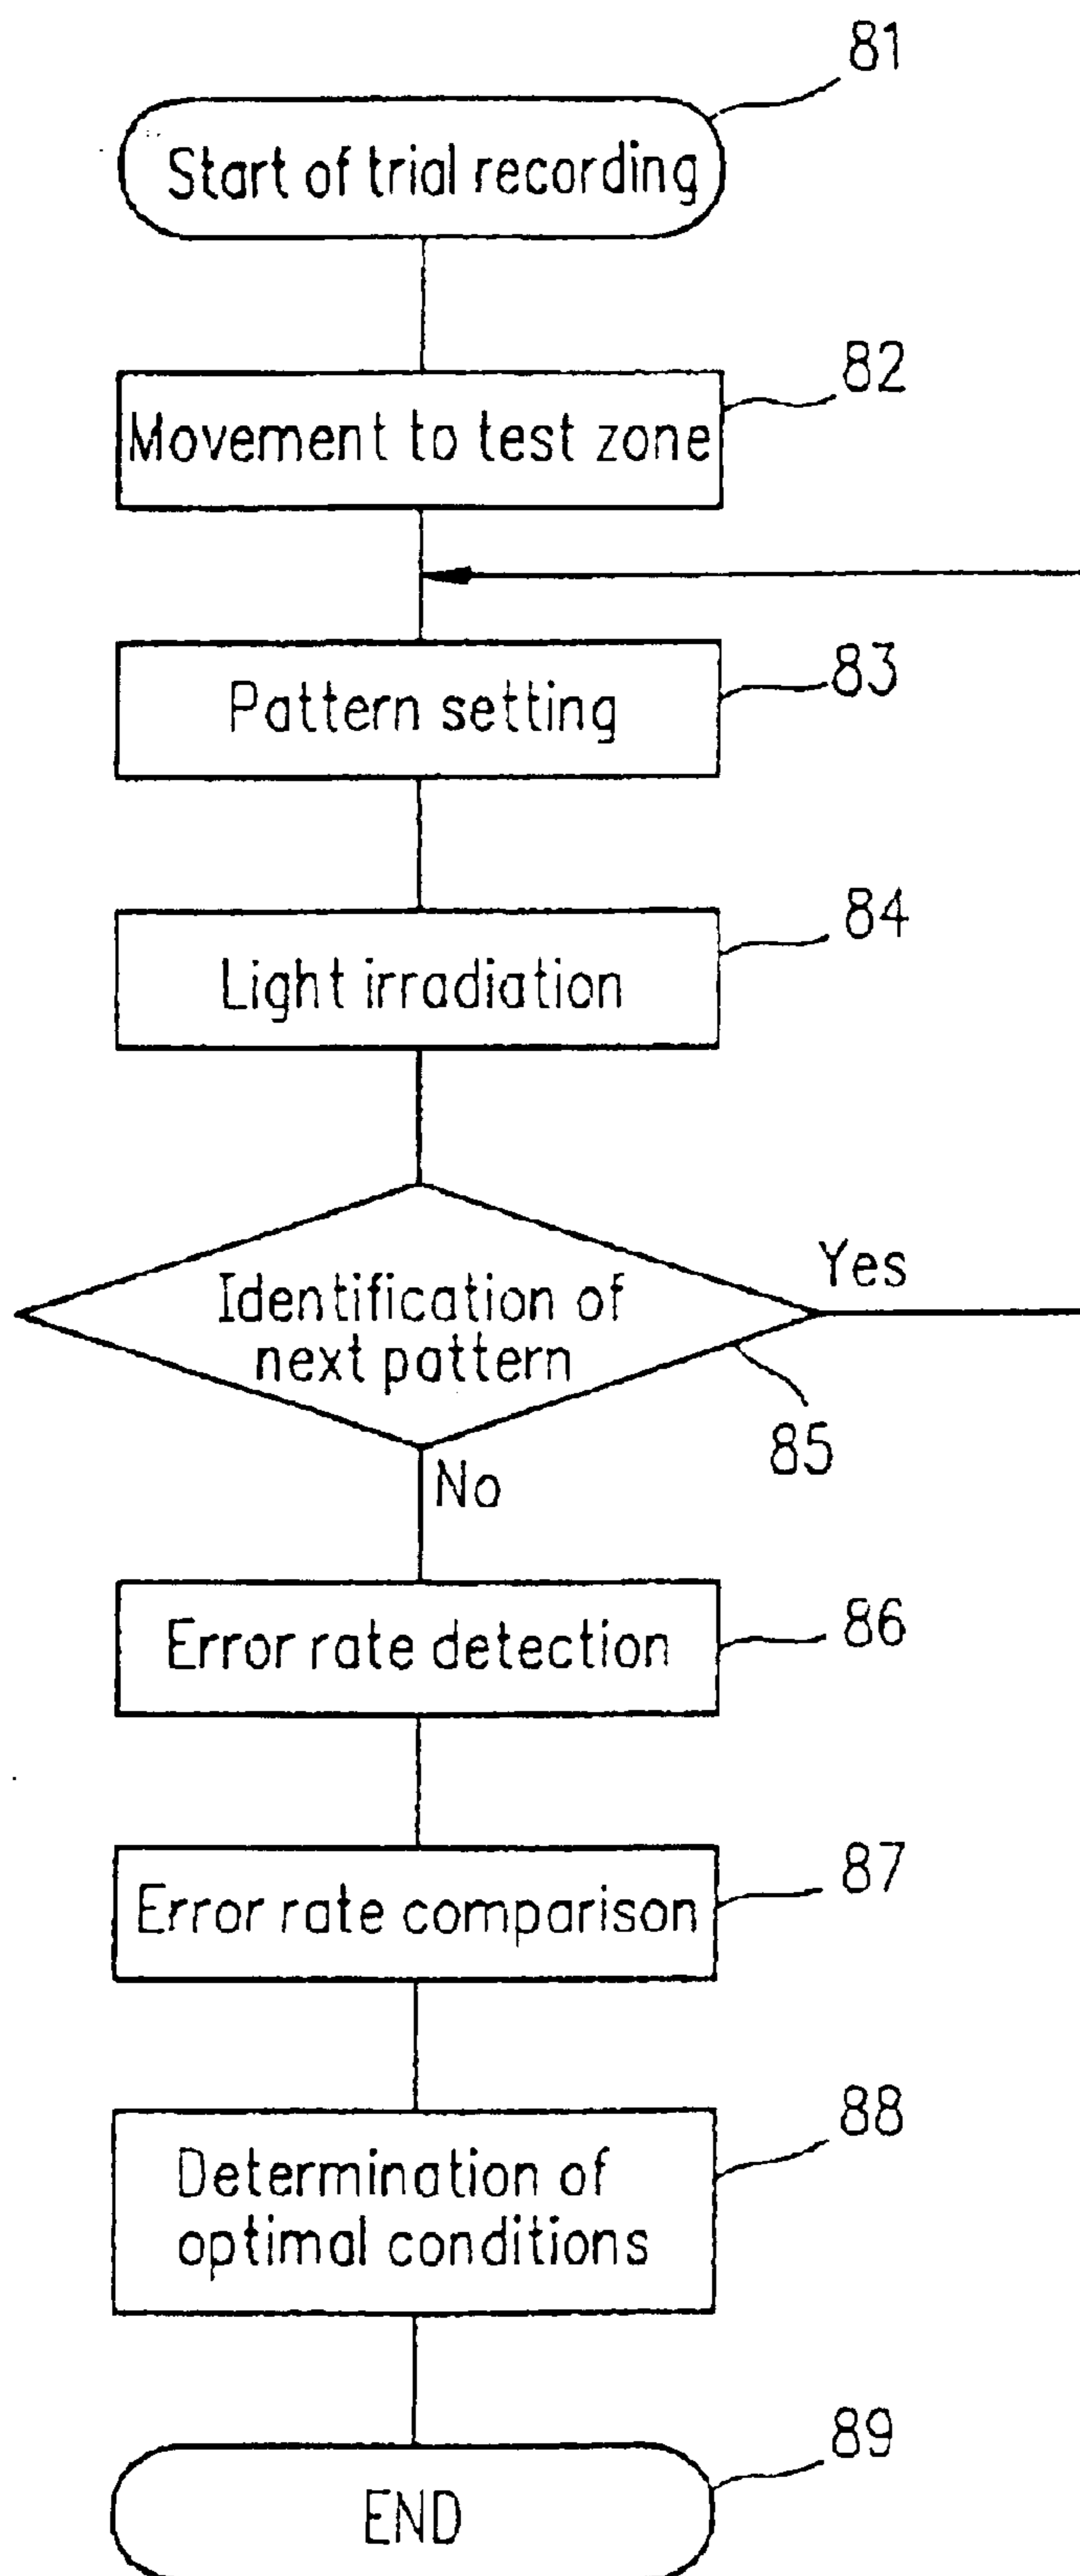 81
Start of trial recording
82
Movement to test zone
83
Pattern setting
84
Light irradiation
Yes
Identification of
next pattern
85
No
86
Error rate detection
87
Error rate comparison
88
Determination of
optimal conditions
89
END